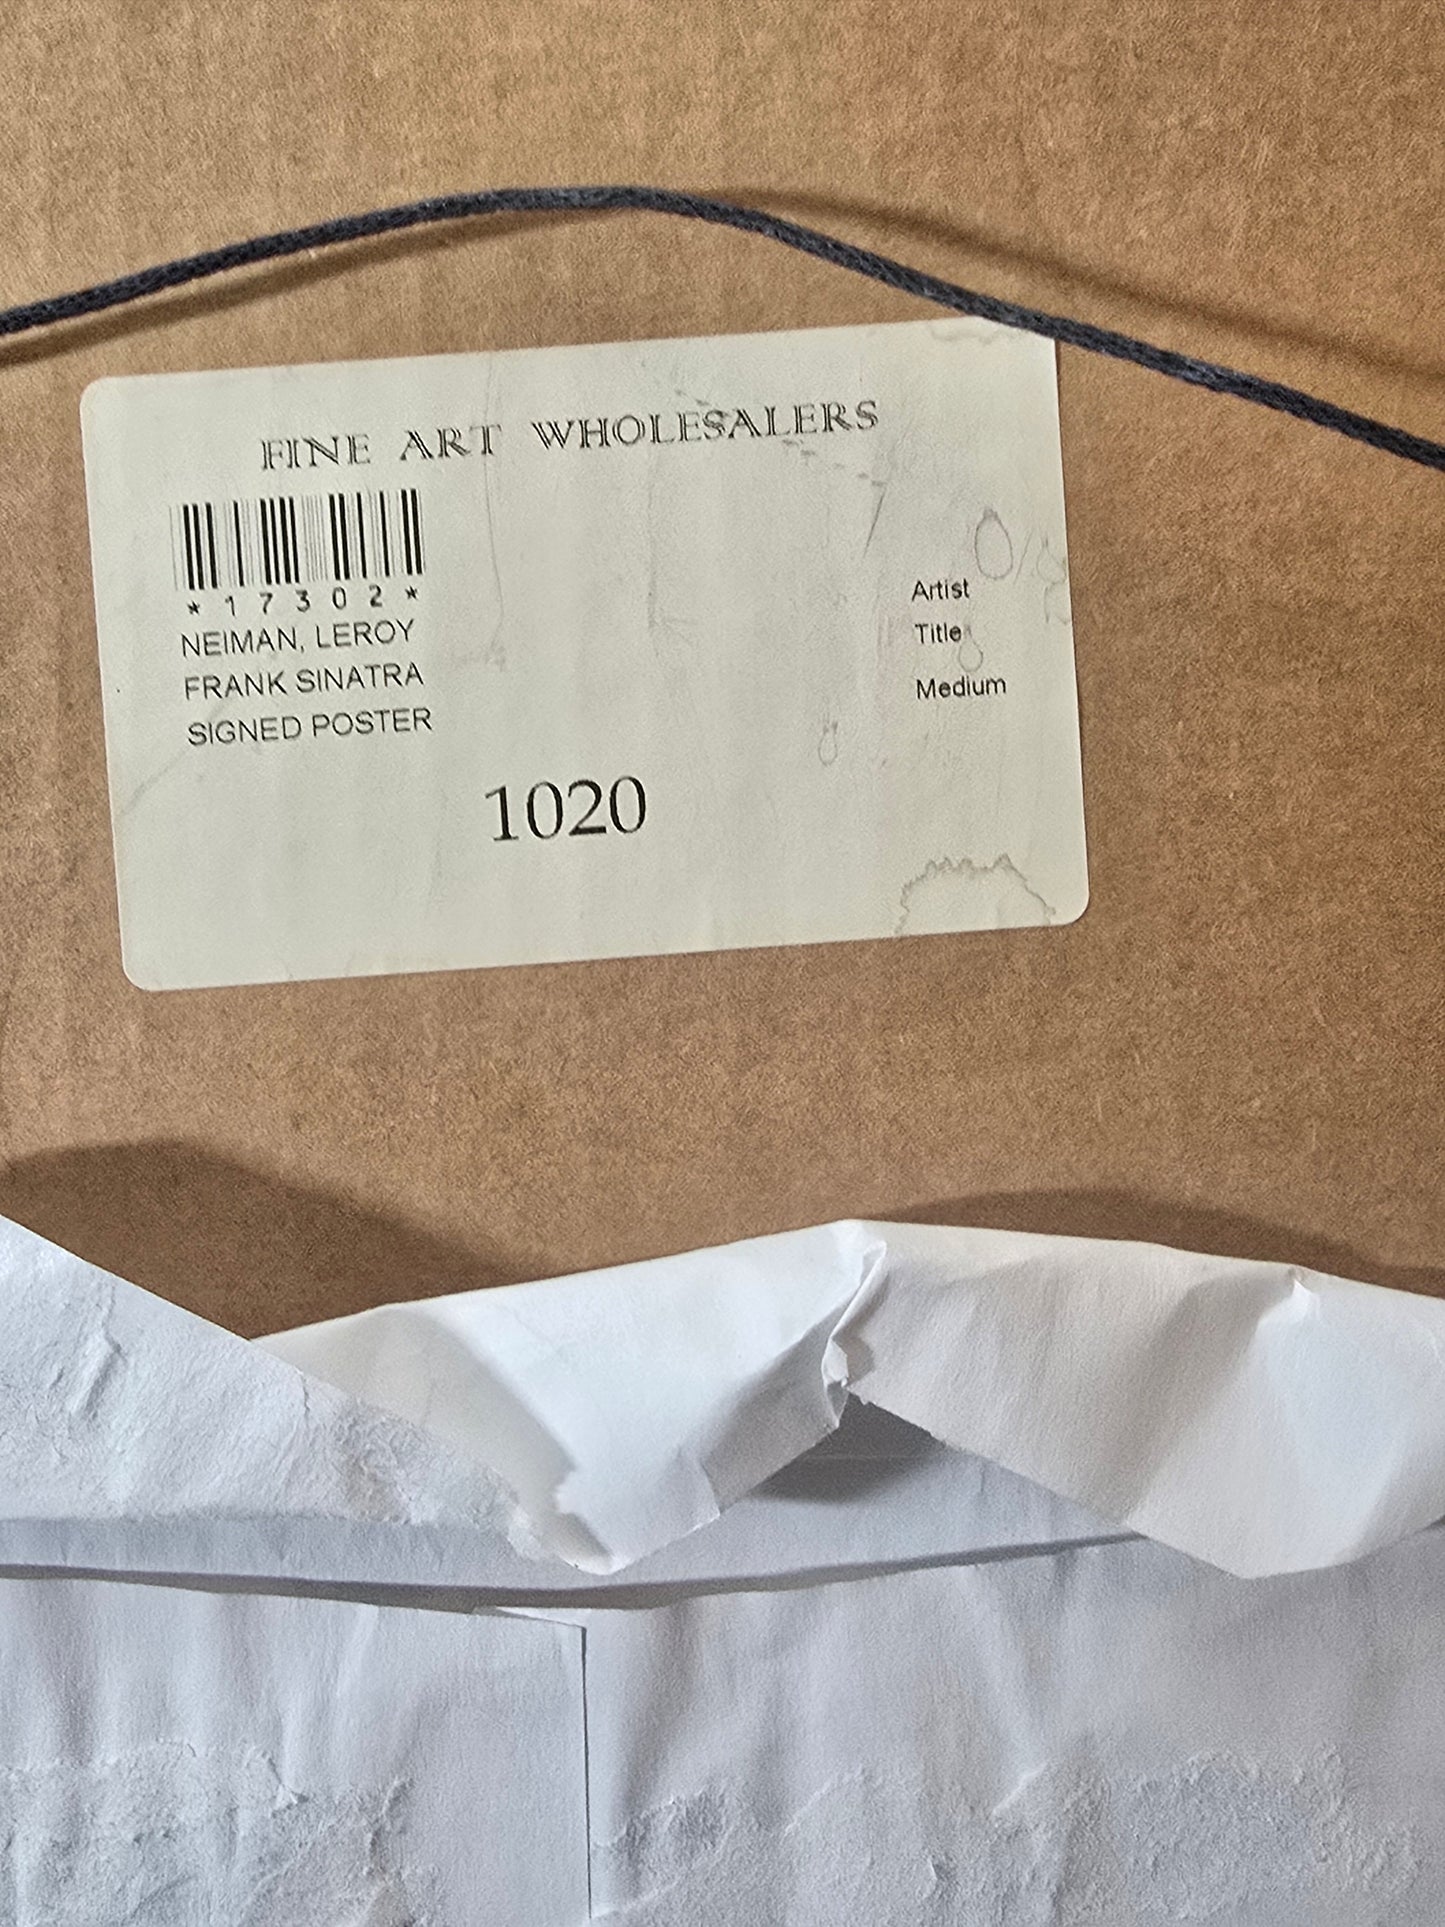 FINE ART WHOLESALERS
*17302*
NEIMAN, LEROY
FRANK SINATRA
SIGNED POSTER
Artist
Title
Medium
1020